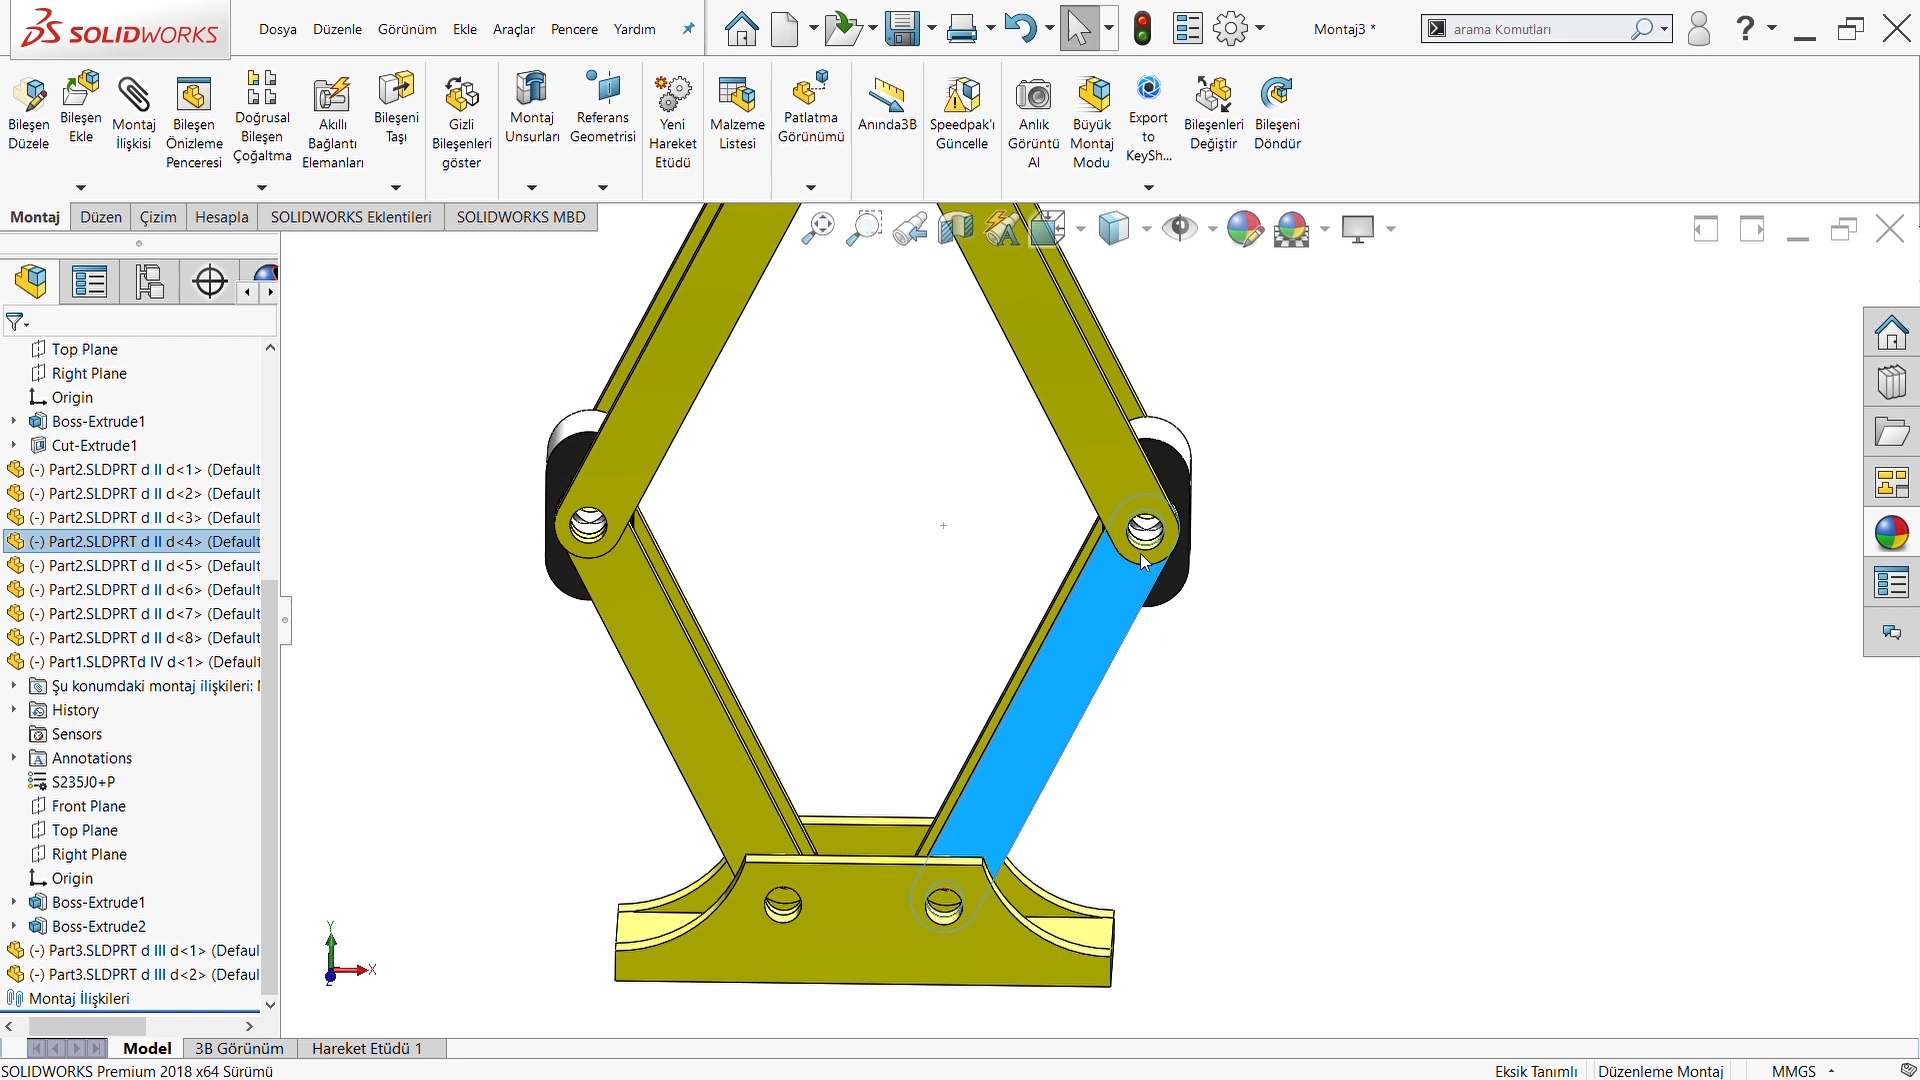 SOLIDWORKS
Dosya Düzenle Görünüm Ekle Araçlar Pencere Yardım
Montaj3 *
arama Komutları
?
Bileşen Düzele
Bileşen Ekle
Montaj İlişkisi
Bileşen Önizleme Penceresi
Doğrusal Bileşen Çoğaltma
Akıllı Bağlantı Elemanları
Bileşeni Taşı
Gizli Bileşenleri göster
Montaj Unsurları
Referans Geometrisi
Yeni Hareket Etüdü
Malzeme Listesi
Patlatma Görünümü
Anında3B
Speedpak'ı Güncelle
Anlık Görüntü Al
Büyük Montaj Modu
Export to KeySh...
Bileşenleri Değiştir
Bileşeni Döndür
Montaj Düzen Çizim Hesapla SOLIDWORKS Eklentileri SOLIDWORKS MBD
Top Plane
Right Plane
Origin
Boss-Extrude1
Cut-Extrude1
(-) Part2.SLDPRT d II d<1> (Default
(-) Part2.SLDPRT d II d<2> (Default
(-) Part2.SLDPRT d II d<3> (Default
(-) Part2.SLDPRT d II d<4> (Default
(-) Part2.SLDPRT d II d<5> (Default
(-) Part2.SLDPRT d II d<6> (Default
(-) Part2.SLDPRT d II d<7> (Default
(-) Part2.SLDPRT d II d<8> (Default
(-) Part1.SLDPRTd IV d<1> (Default
Şu konumdaki montaj ilişkileri:
History
Sensors
Annotations
S235J0+P
Front Plane
Top Plane
Right Plane
Origin
Boss-Extrude1
Boss-Extrude2
(-) Part3.SLDPRT d III d<1> (Defaul
(-) Part3.SLDPRT d III d<2> (Defaul
Montaj İlişkileri
Y
X
Z
Model 3B Görünüm Hareket Etüdü 1
SOLIDWORKS Premium 2018 x64 Sürümü
Eksik Tanımlı Düzenleme Montaj MMGS